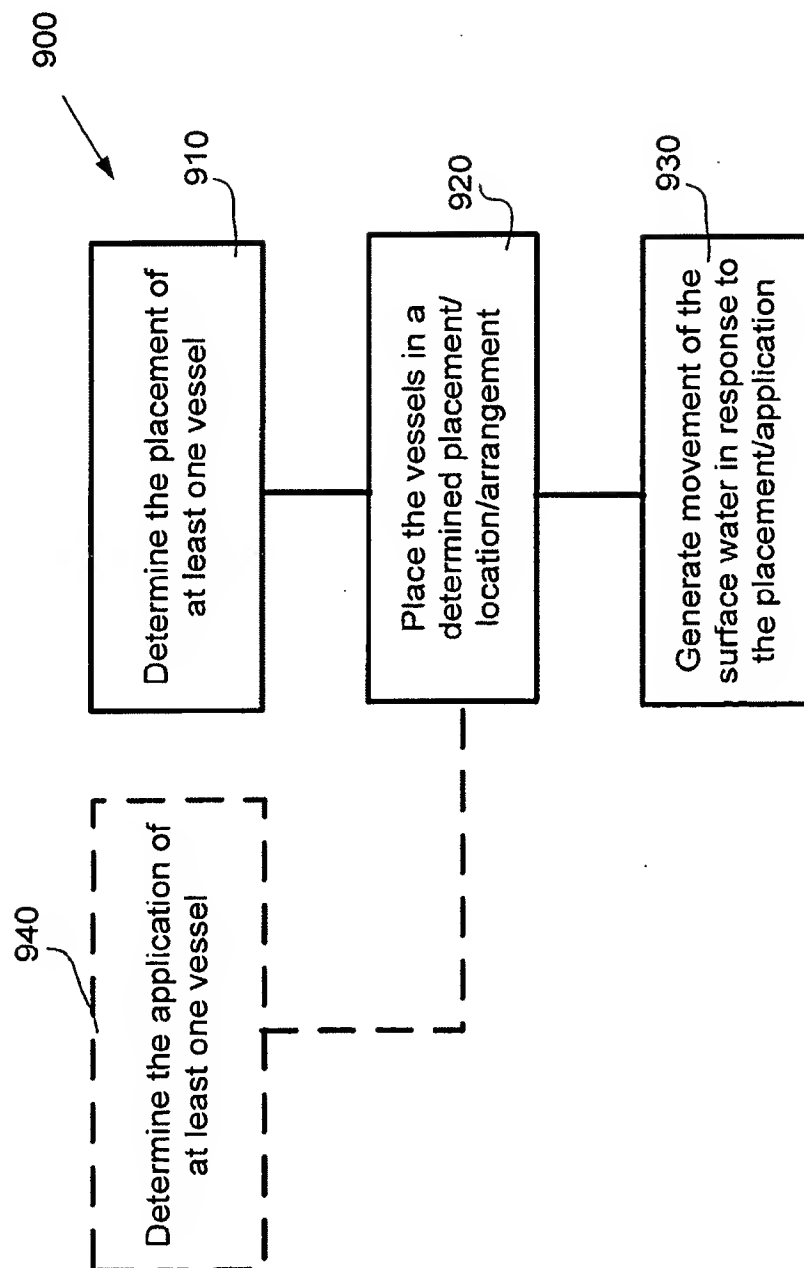 900
910
Determine the placement of
at least one vessel
920
Place the vessels in a
determined placement/
location/arrangement
930
Generate movement of the
surface water in response to
the placement/application
940
Determine the application of
at least one vessel